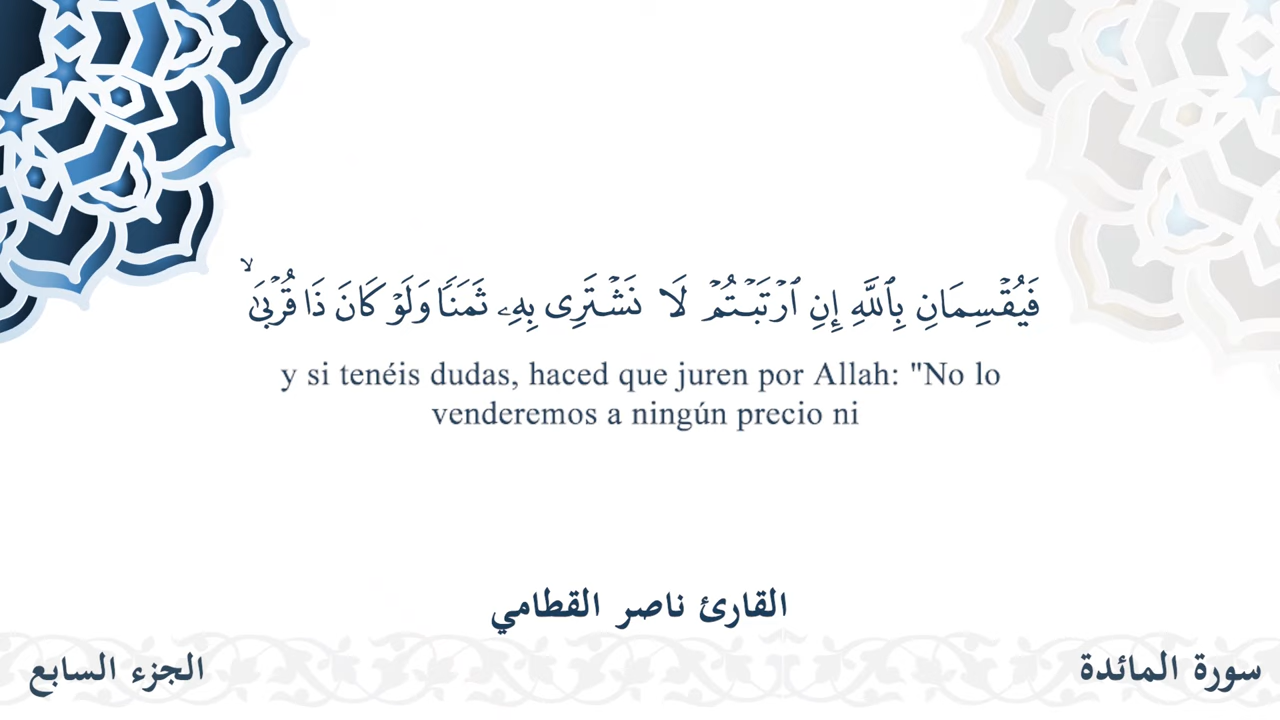 فَيُقۡسِمَانِ بِٱللَّهِ إِنِ ٱرۡتَبۡتُمۡ لَا نَشۡتَرِى بِهِۦ ثَمَنٗا وَلَوۡ كَانَ ذَا قُرۡبَىٰۙ
y si tenéis dudas, haced que juren por Allah: "No lo
venderemos a ningún precio ni
القارئ ناصر القطامي
سورة المائدة
الجزء السابع